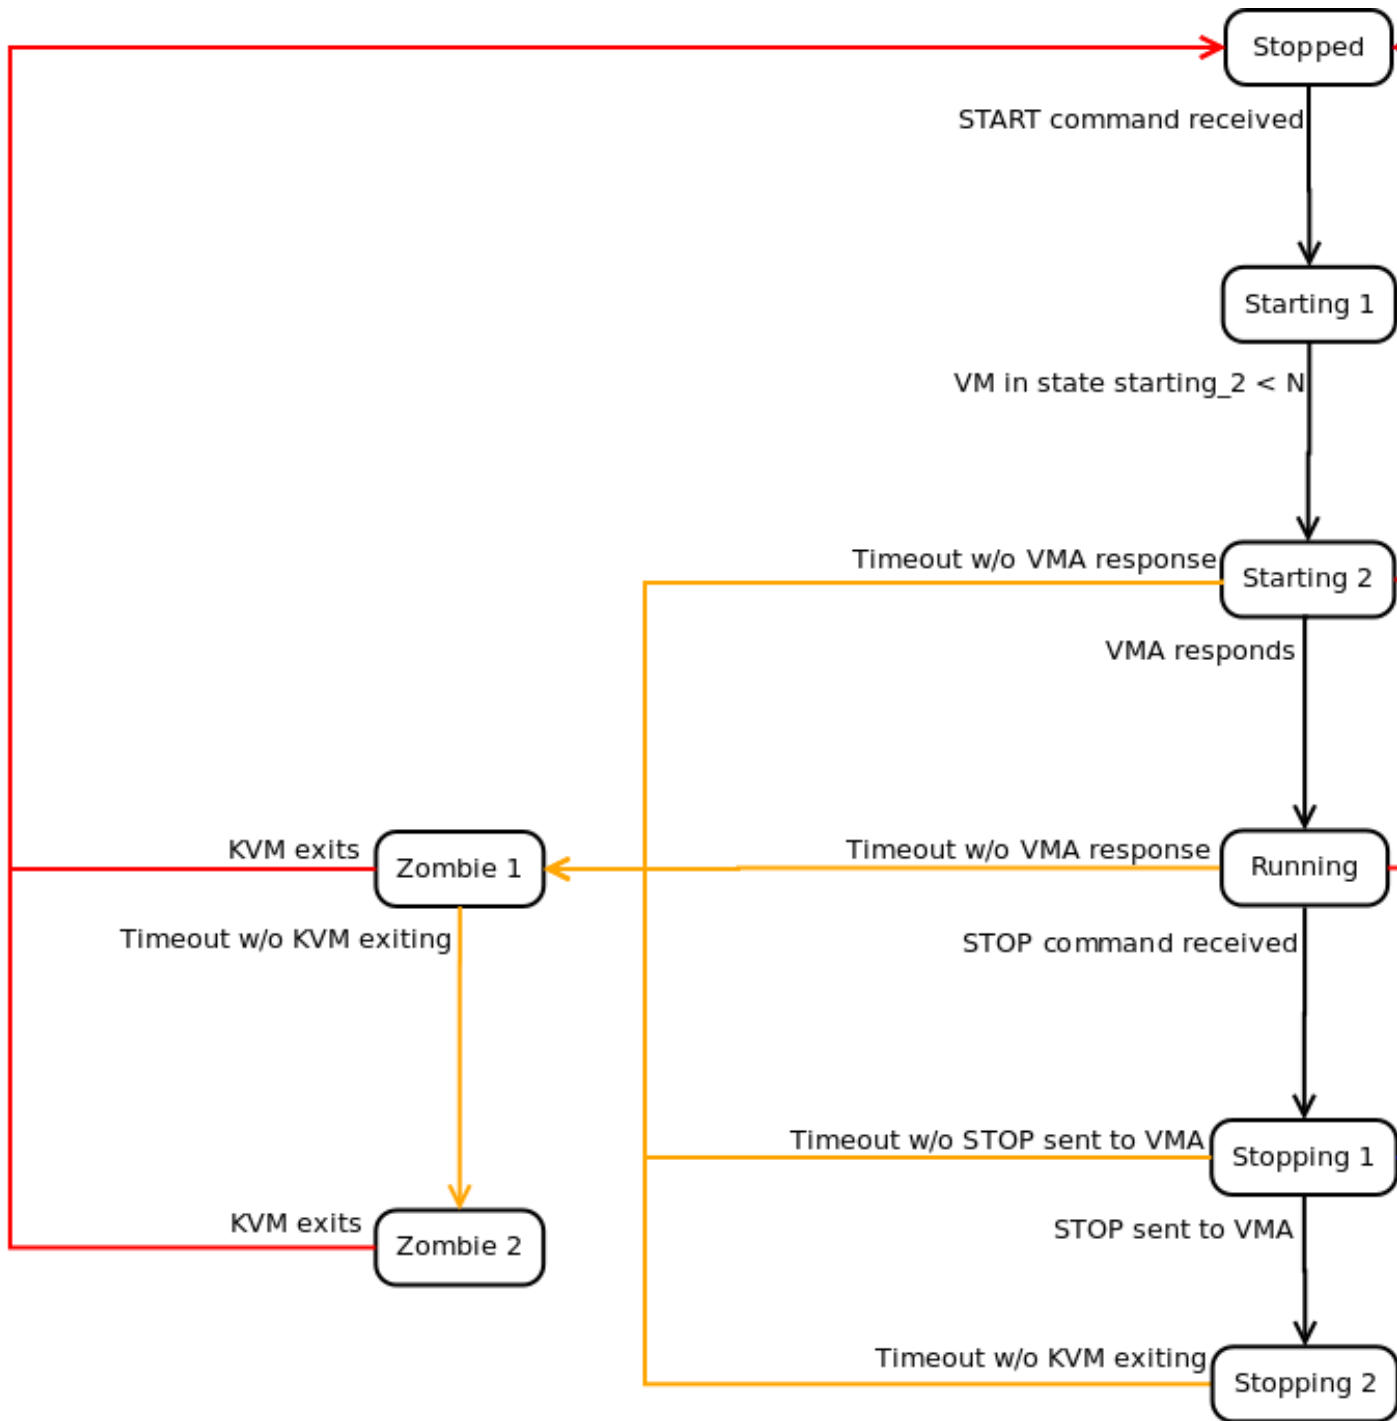 Stopped
START command received
Starting 1
VM in state starting_2 < N
Timeout w/o VMA response
Starting 2
VMA responds
KVM exits
Zombie 1
Timeout w/o VMA response
Running
Timeout w/o KVM exiting
STOP command received
Timeout w/o STOP sent to VMA
Stopping 1
KVM exits
Zombie 2
STOP sent to VMA
Timeout w/o KVM exiting
Stopping 2